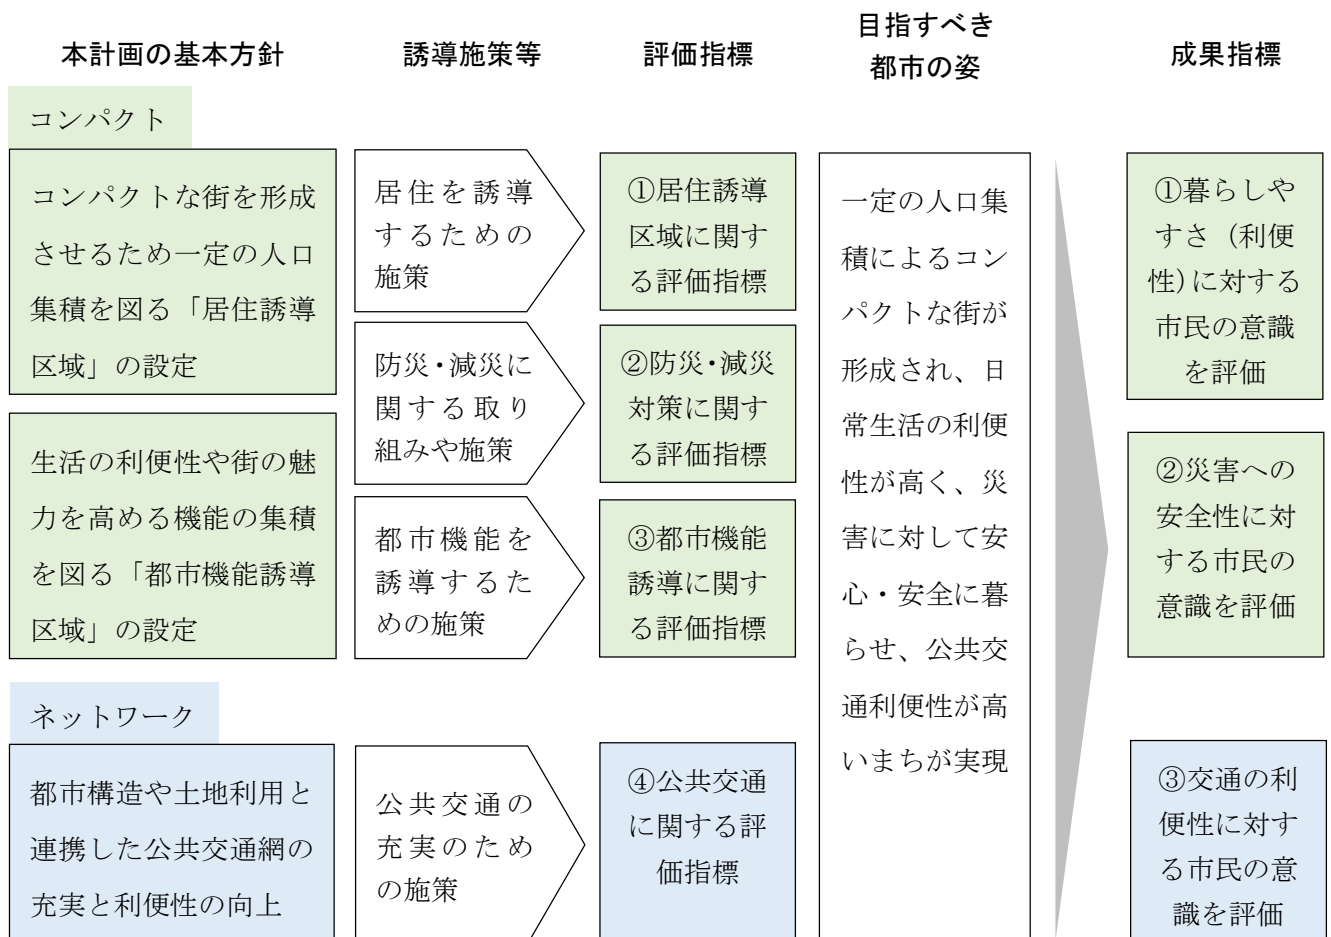 本計画の基本方針
誘導施策等
評価指標
目指すべき
都市の姿
成果指標
コンパクト
コンパクトな街を形成
させるため一定の人口
集積を図る「居住誘導
区域」の設定
生活の利便性や街の魅
力を高める機能の集積
を図る「都市機能誘導
区域」の設定
居住を誘導
するための
施策
防災・減災に
関する取り
組みや施策
都市機能を
誘導するた
めの施策
①居住誘導
区域に関す
る評価指標
②防災・減災
対策に関す
る評価指標
③都市機能
誘導に関す
る評価指標
一定の人口集
積によるコン
パクトな街が
形成され、日
常生活の利便
性が高く、災
害に対して安
心・安全に暮
らせ、公共交
通利便性が高
いまちが実現
①暮らしや
すさ（利便
性）に対する
市民の意識
を評価
②災害への
安全性に対
する市民の
意識を評価
ネットワーク
都市構造や土地利用と
連携した公共交通網の
充実と利便性の向上
公共交通の
充実のため
の施策
④公共交通
に関する評
価指標
③交通の利
便性に対す
る市民の意
識を評価